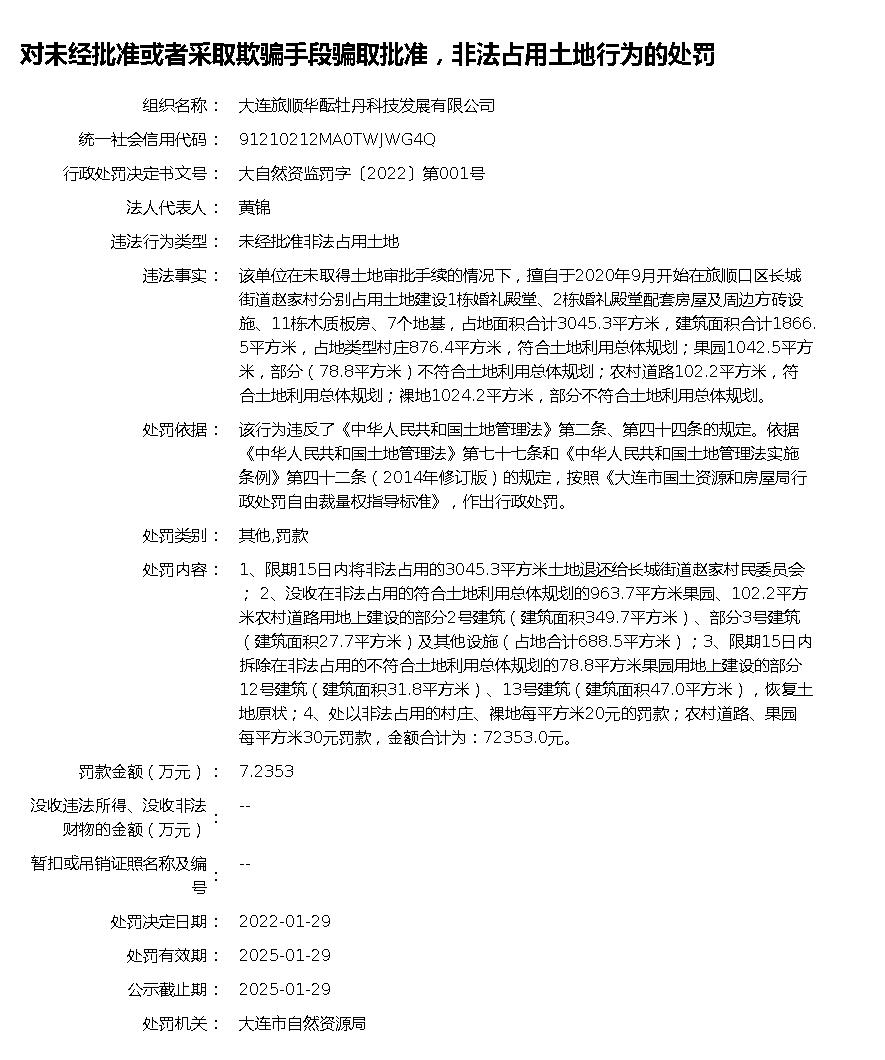 对未经批准或者采取欺骗手段骗取批准，非法占用土地行为的处罚
组织名称： 大连旅顺华酝牡丹科技发展有限公司
统一社会信用代码： 91210212MA0TWJWG4Q
行政处罚决定书文号： 大自然资监罚字〔2022〕第001号
法人代表人： 黄锦
违法行为类型： 未经批准非法占用土地
违法事实： 该单位在未取得土地审批手续的情况下，擅自于2020年9月开始在旅顺口区长城
街道赵家村分别占用土地建设1栋婚礼殿堂、2栋婚礼殿堂配套房屋及周边方砖设
施、11栋木质板房、7个地基，占地面积合计3045.3平方米，建筑面积合计1866.
5平方米，占地类型村庄876.4平方米，符合土地利用总体规划；果园1042.5平方
米，部分（78.8平方米）不符合土地利用总体规划；农村道路102.2平方米，符
合土地利用总体规划；裸地1024.2平方米，部分不符合土地利用总体规划。
处罚依据： 该行为违反了《中华人民共和国土地管理法》第二条、第四十四条的规定。依据
《中华人民共和国土地管理法》第七十七条和《中华人民共和国土地管理法实施
条例》第四十二条（2014年修订版）的规定，按照《大连市国土资源和房屋局行
政处罚自由裁量权指导标准》，作出行政处罚。
处罚类别： 其他,罚款
处罚内容： 1、限期15日内将非法占用的3045.3平方米土地退还给长城街道赵家村民委员会
；2、没收在非法占用的符合土地利用总体规划的963.7平方米果园、102.2平方
米农村道路用地上建设的部分2号建筑（建筑面积349.7平方米）、部分3号建筑
（建筑面积27.7平方米）及其他设施（占地合计688.5平方米）；3、限期15日内
拆除在非法占用的不符合土地利用总体规划的78.8平方米果园用地上建设的部分
12号建筑（建筑面积31.8平方米）、13号建筑（建筑面积47.0平方米），恢复土
地原状；4、处以非法占用的村庄、裸地每平方米20元的罚款；农村道路、果园
每平方米30元罚款，金额合计为：72353.0元。
罚款金额（万元）： 7.2353
没收违法所得、没收非法
财物的金额（万元）： --
暂扣或吊销证照名称及编
号： --
处罚决定日期： 2022-01-29
处罚有效期： 2025-01-29
公示截止期： 2025-01-29
处罚机关： 大连市自然资源局